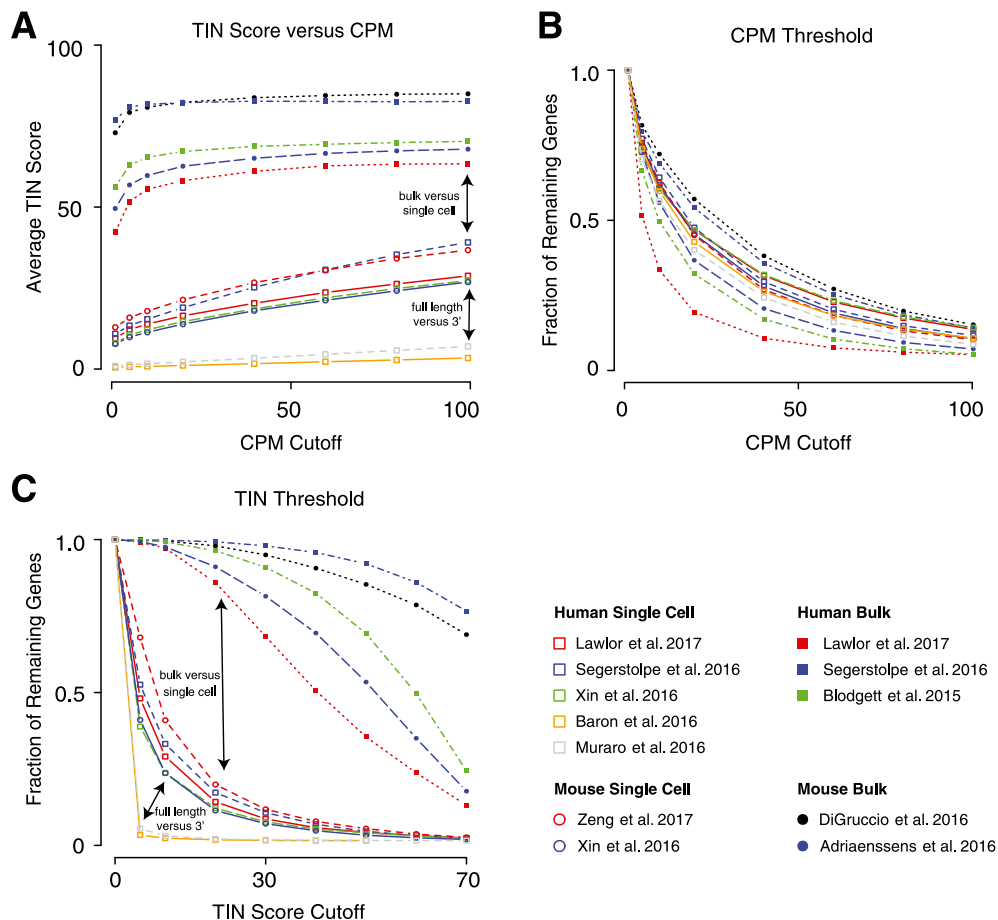 A
TIN Score versus CPM
Average TIN Score
100
50
0
bulk versus
single cell
full length
versus 3'
0
50
100
CPM Cutoff
B
CPM Threshold
Fraction of Remaining Genes
1.0
0.5
0
0
50
100
CPM Cutoff
C
TIN Threshold
Fraction of Remaining Genes
1.0
0.5
0
bulk versus
single cell
full length
versus 3'
0
30
70
TIN Score Cutoff
Human Single Cell
Lawlor et al. 2017
Segerstolpe et al. 2016
Xin et al. 2016
Baron et al. 2016
Muraro et al. 2016
Human Bulk
Lawlor et al. 2017
Segerstolpe et al. 2016
Blodgett et al. 2015
Mouse Single Cell
Zeng et al. 2017
Xin et al. 2016
Mouse Bulk
DiGruccio et al. 2016
Adriaenssens et al. 2016